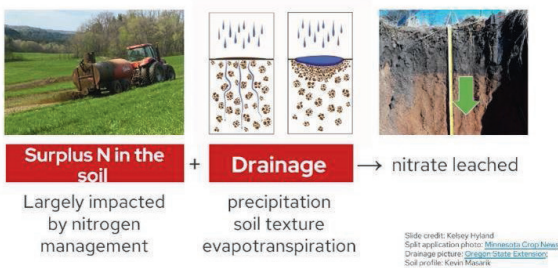 Surplus N in the
soil
+
Drainage
→ nitrate leached
Largely impacted
by nitrogen
management
precipitation
soil texture
evapotranspiration
Slide credit: Kelsey Hyland
Split application photo: Minnesota Crop News
Drainage picture: Oregon State Extension;
Soil profile: Kevin Masarik